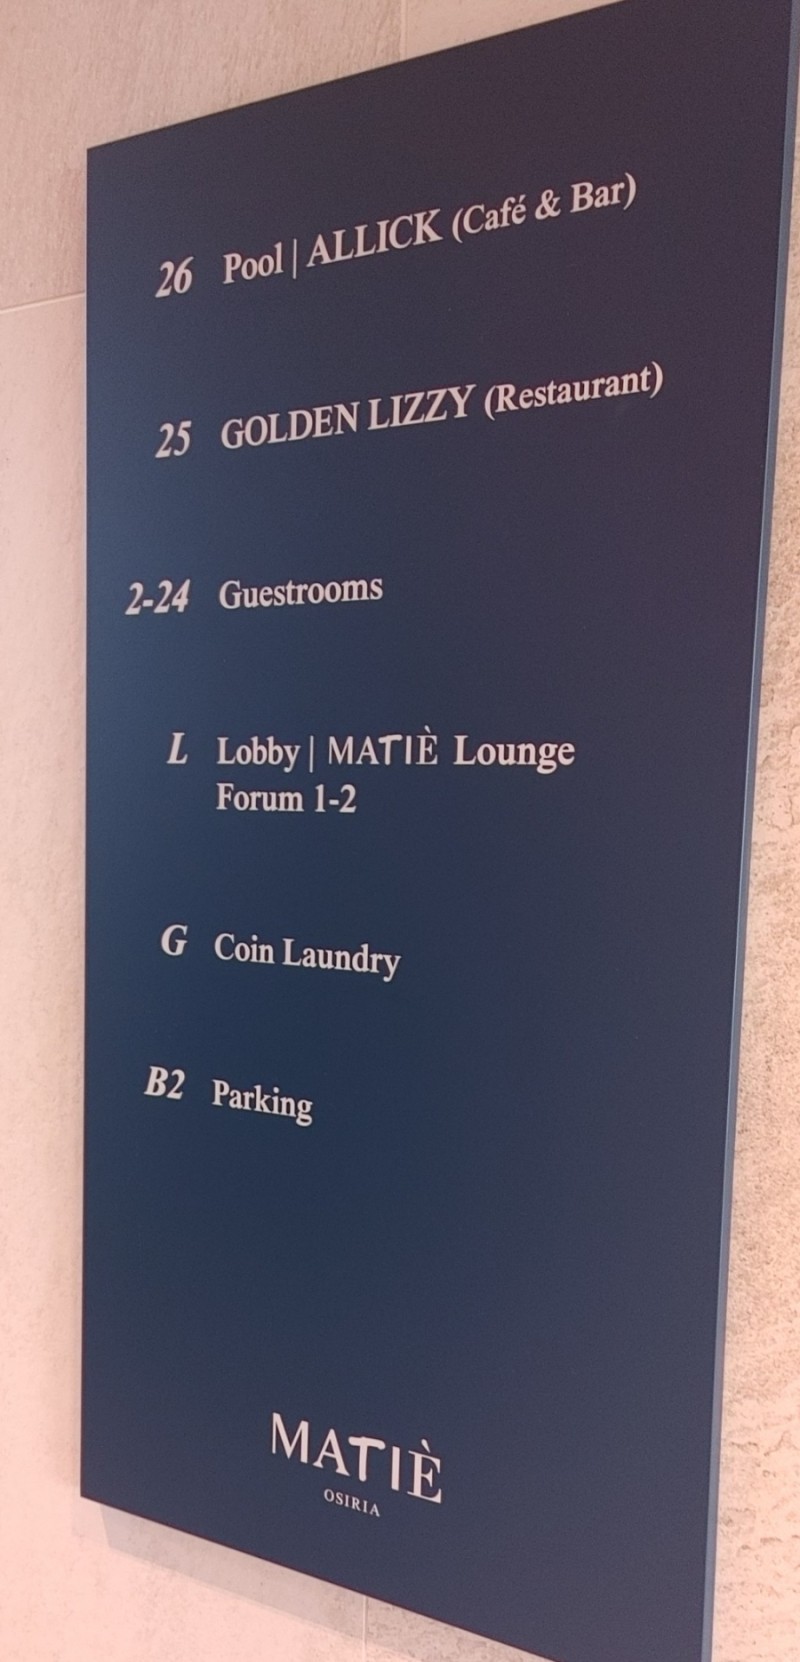 26 Pool | ALLICK (Café & Bar)
25 GOLDEN LIZZY (Restaurant)
2-24 Guestrooms
L Lobby | MATIÈ Lounge
Forum 1-2
G Coin Laundry
B2 Parking
MATIÈ
OSIRIA